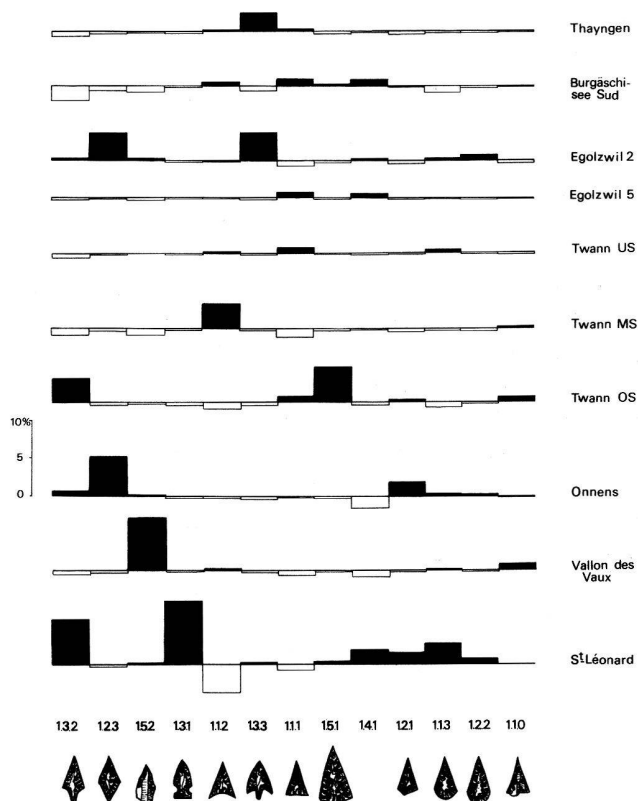 Thayngen
Burgäschi-
see Sud
Egolzwil 2
Egolzwil 5
Twann US
Twann MS
Twann OS
10%
5
0
Onnens
Vallon des
Vaux
St. Léonard
1.3.2 1.2.3 1.5.2 1.3.1 1.1.2 1.3.3 1.1.1 1.5.1 1.4.1 1.2.1 1.1.3 1.2.2 1.1.0